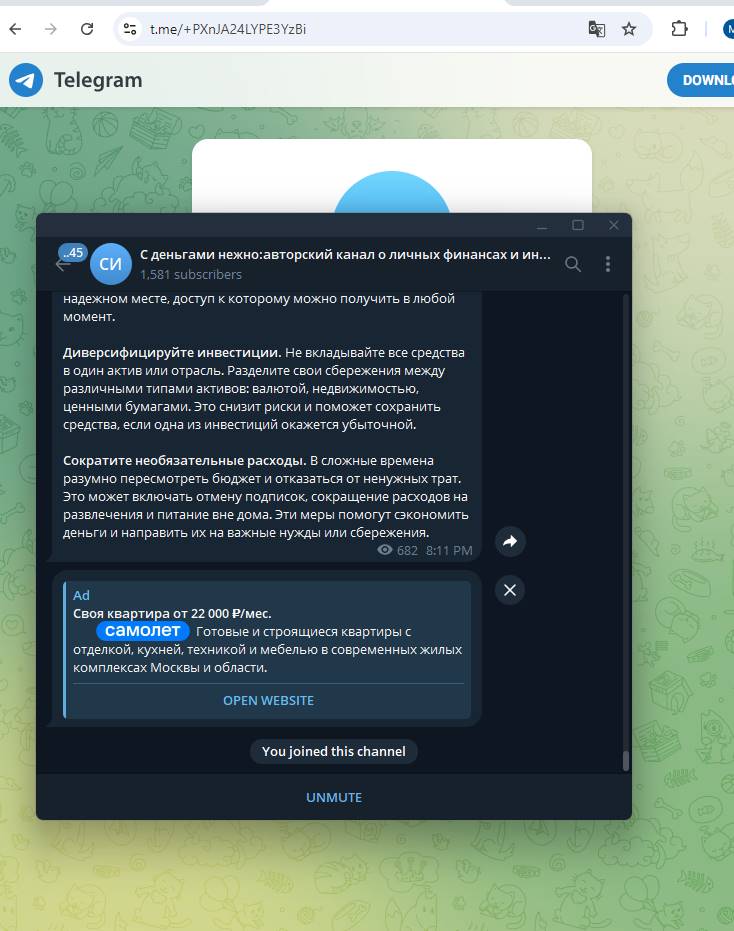 t.me/+PXnJA24LYPE3YzBi
Telegram
DOWNLO
..45
СИ
С деньгами нежно:авторский канал о личных финансах и ин...
1,581 subscribers
надежном месте, доступ к которому можно получить в любой
момент.
Диверсифицируйте инвестиции. Не вкладывайте все средства
в один актив или отрасль. Разделите свои сбережения между
различными типами активов: валютой, недвижимостью,
ценными бумагами. Это снизит риски и поможет сохранить
средства, если одна из инвестиций окажется убыточной.
Сократите необязательные расходы. В сложные времена
разумно пересмотреть бюджет и отказаться от ненужных трат.
Это может включать отмену подписок, сокращение расходов на
развлечения и питание вне дома. Эти меры помогут сэкономить
деньги и направить их на важные нужды или сбережения.
682 8:11 PM
Ad
Своя квартира от 22 000 ₽/мес.
самолет Готовые и строящиеся квартиры с
отделкой, кухней, техникой и мебелью в современных жилых
комплексах Москвы и области.
OPEN WEBSITE
You joined this channel
UNMUTE